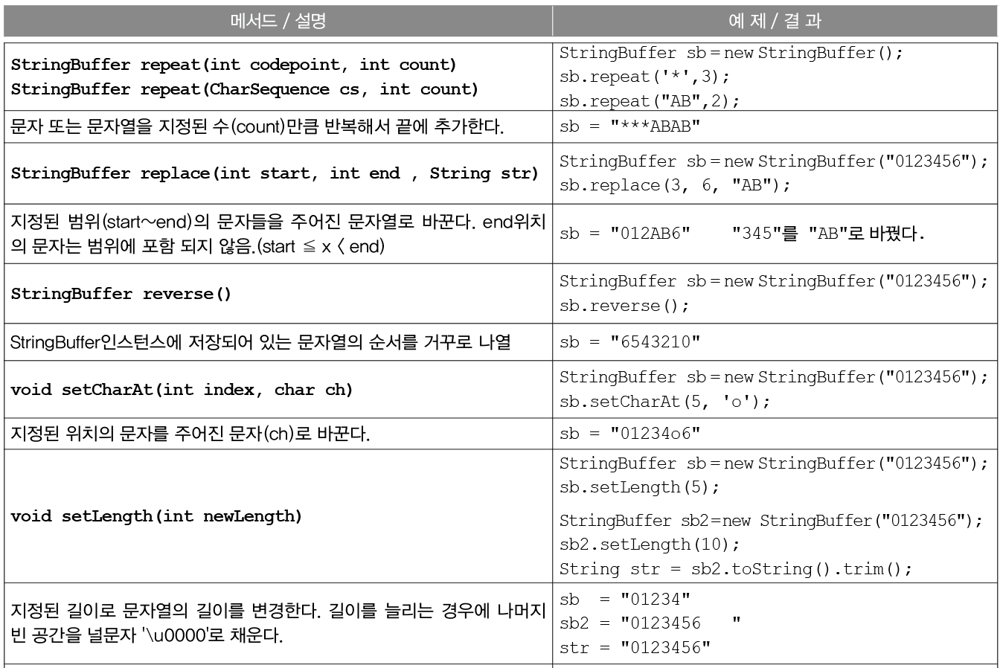 메서드 / 설명
예 제 / 결 과
StringBuffer repeat(int codepoint, int count)
StringBuffer repeat(CharSequence cs, int count)
StringBuffer sb = new StringBuffer();
sb.repeat('*',3);
sb.repeat("AB",2);
문자 또는 문자열을 지정된 수(count)만큼 반복해서 끝에 추가한다.
sb = "***ABAB"
StringBuffer replace(int start, int end , String str)
StringBuffer sb = new StringBuffer("0123456");
sb.replace(3, 6, "AB");
지정된 범위(start~end)의 문자들을 주어진 문자열로 바꾼다. end위치
의 문자는 범위에 포함 되지 않음.(start ≦ x < end)
sb = "012AB6" "345"를 "AB"로 바꿨다.
StringBuffer reverse()
StringBuffer sb = new StringBuffer("0123456");
sb.reverse();
StringBuffer인스턴스에 저장되어 있는 문자열의 순서를 거꾸로 나열
sb = "6543210"
void setCharAt(int index, char ch)
StringBuffer sb = new StringBuffer("0123456");
sb.setCharAt(5, 'o');
지정된 위치의 문자를 주어진 문자(ch)로 바꾼다.
sb = "01234o6"
void setLength(int newLength)
StringBuffer sb = new StringBuffer("0123456");
sb.setLength(5);
StringBuffer sb2=new StringBuffer("0123456");
sb2.setLength(10);
String str = sb2.toString().trim();
지정된 길이로 문자열의 길이를 변경한다. 길이를 늘리는 경우에 나머지
빈 공간을 널문자 '\u0000'로 채운다.
sb = "01234"
sb2 = "0123456   "
str = "0123456"